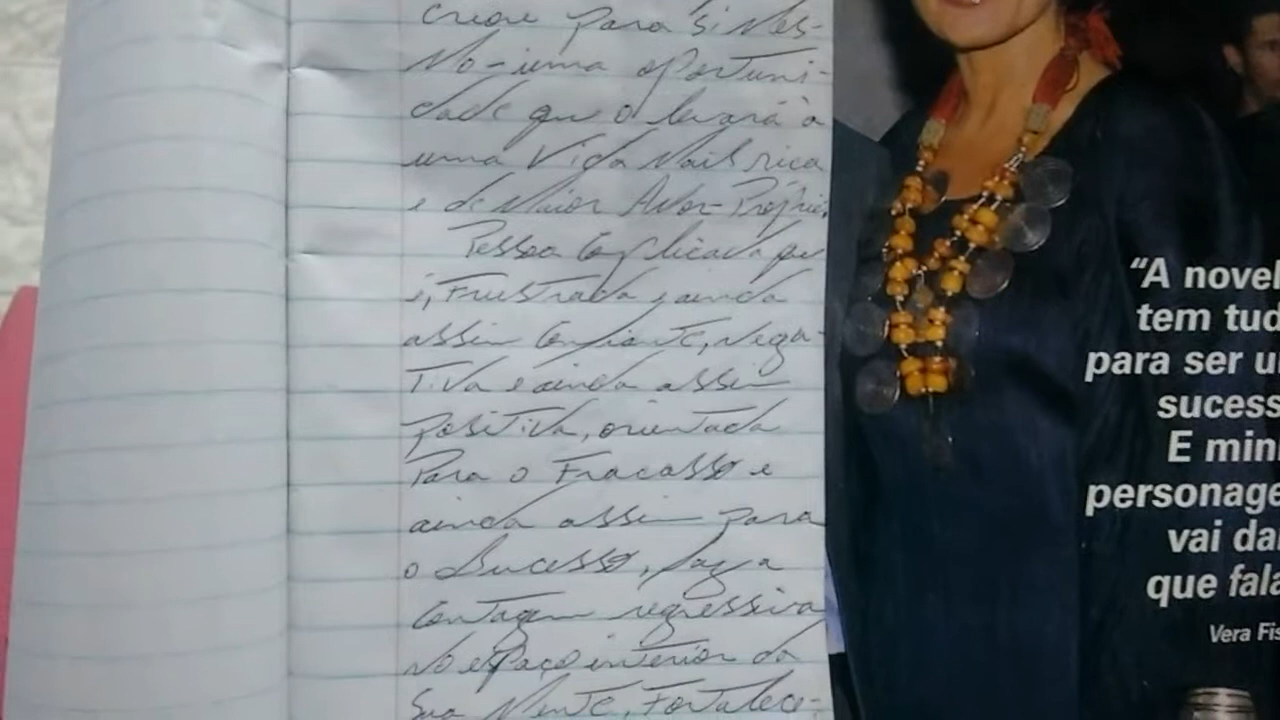 creae para si Mes-
Mo-uma oportuni-
dade que o levará à
uma Vida Mais rica
e de Maior Amor-Próprio.
Pessoa Complicada que
é, Frustrada e ainda
assim Confiante, nega-
Tiva e ainda assim
positiva, orientada
Para o Fracasso e
ainda assim para
o Sucesso, faça
Contagem regressiva
No espaço interior da
Sua Mente, Fortalece-
"A novel
tem tud
para ser u
sucess
E min
personage
vai da
que fala
Vera Fis